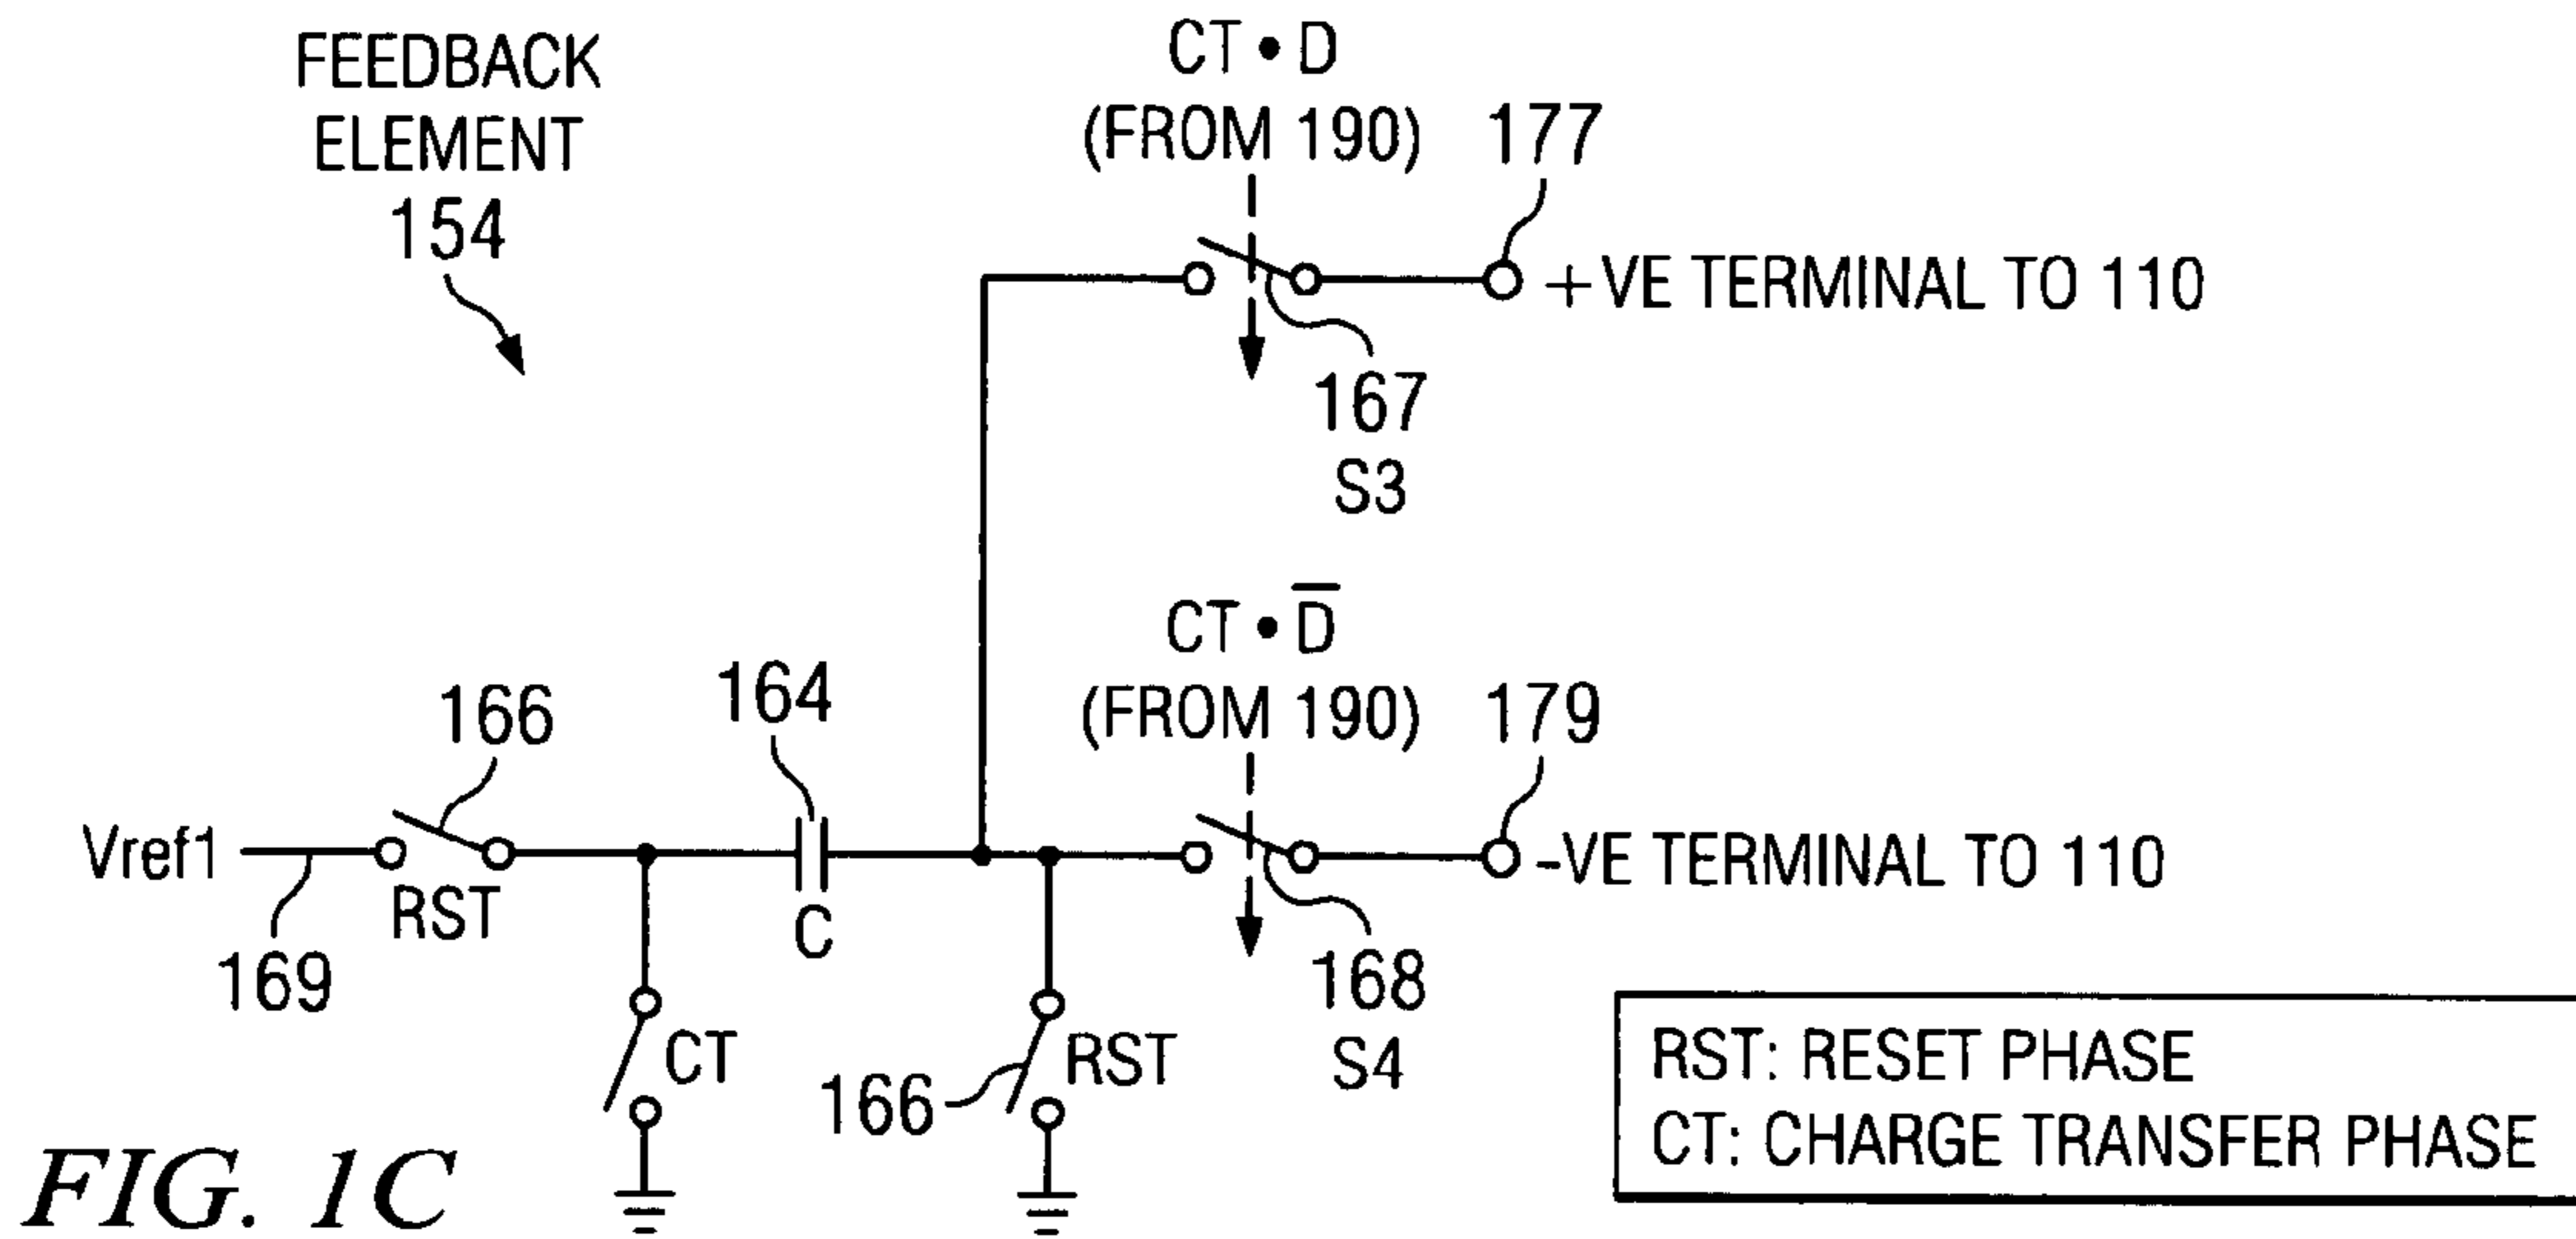 FEEDBACK
ELEMENT
154
CT • D
(FROM 190)
177
+VE TERMINAL TO 110
167
S3
CT • D̅
(FROM 190)
179
-VE TERMINAL TO 110
168
S4
166
164
Vref1
RST
C
169
CT
166
RST
RST: RESET PHASE
CT: CHARGE TRANSFER PHASE
FIG. 1C